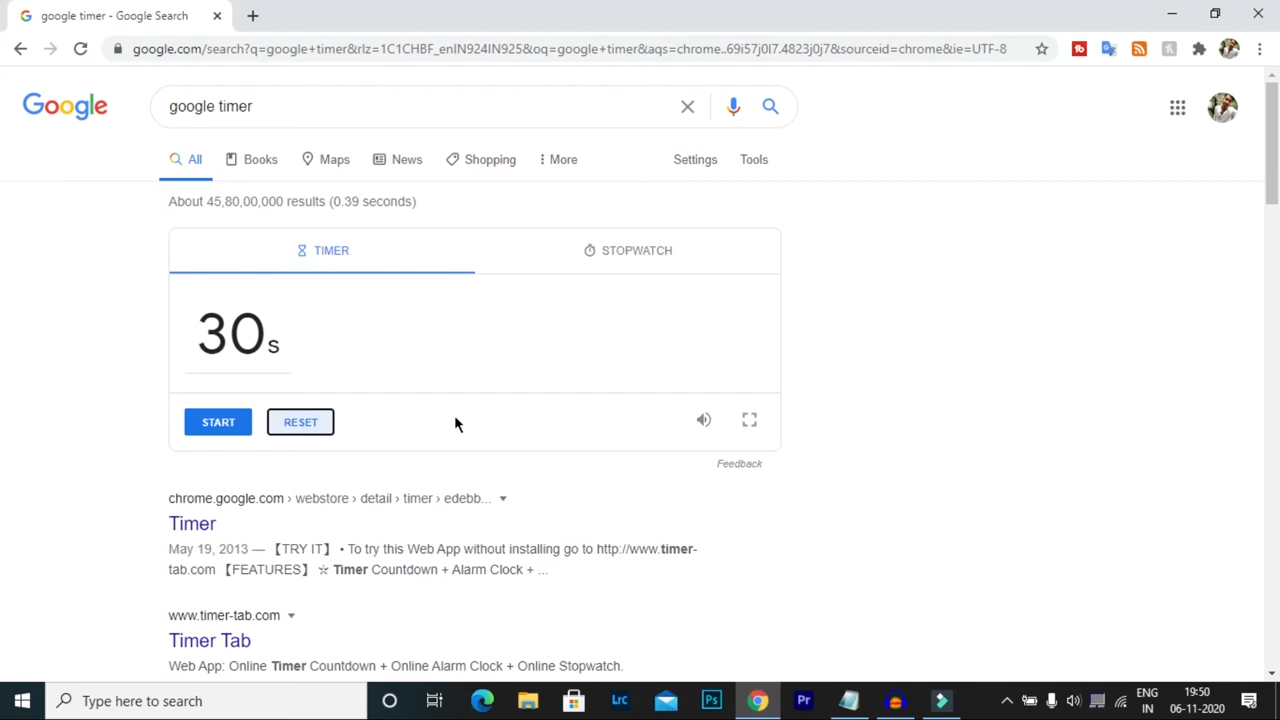 google timer - Google Search
google.com/search?q=google+timer&rlz=1C1CHBF_enIN924IN925&oq=google+timer&aqs=chrome..69i57j0l7.4823j0j7&sourceid=chrome&ie=UTF-8
Google
google timer
All
Books
Maps
News
Shopping
More
Settings
Tools
About 45,80,00,000 results (0.39 seconds)
TIMER
STOPWATCH
30s
START
RESET
Feedback
chrome.google.com › webstore › detail › timer › edebb...
Timer
May 19, 2013 — 【TRY IT】 • To try this Web App without installing go to http://www.timer-
tab.com 【FEATURES】 ☆ Timer Countdown + Alarm Clock + ...
www.timer-tab.com
Timer Tab
Web App: Online Timer Countdown + Online Alarm Clock + Online Stopwatch.
Type here to search
Lrc
Ps
Pr
ENG
IN
19:50
06-11-2020